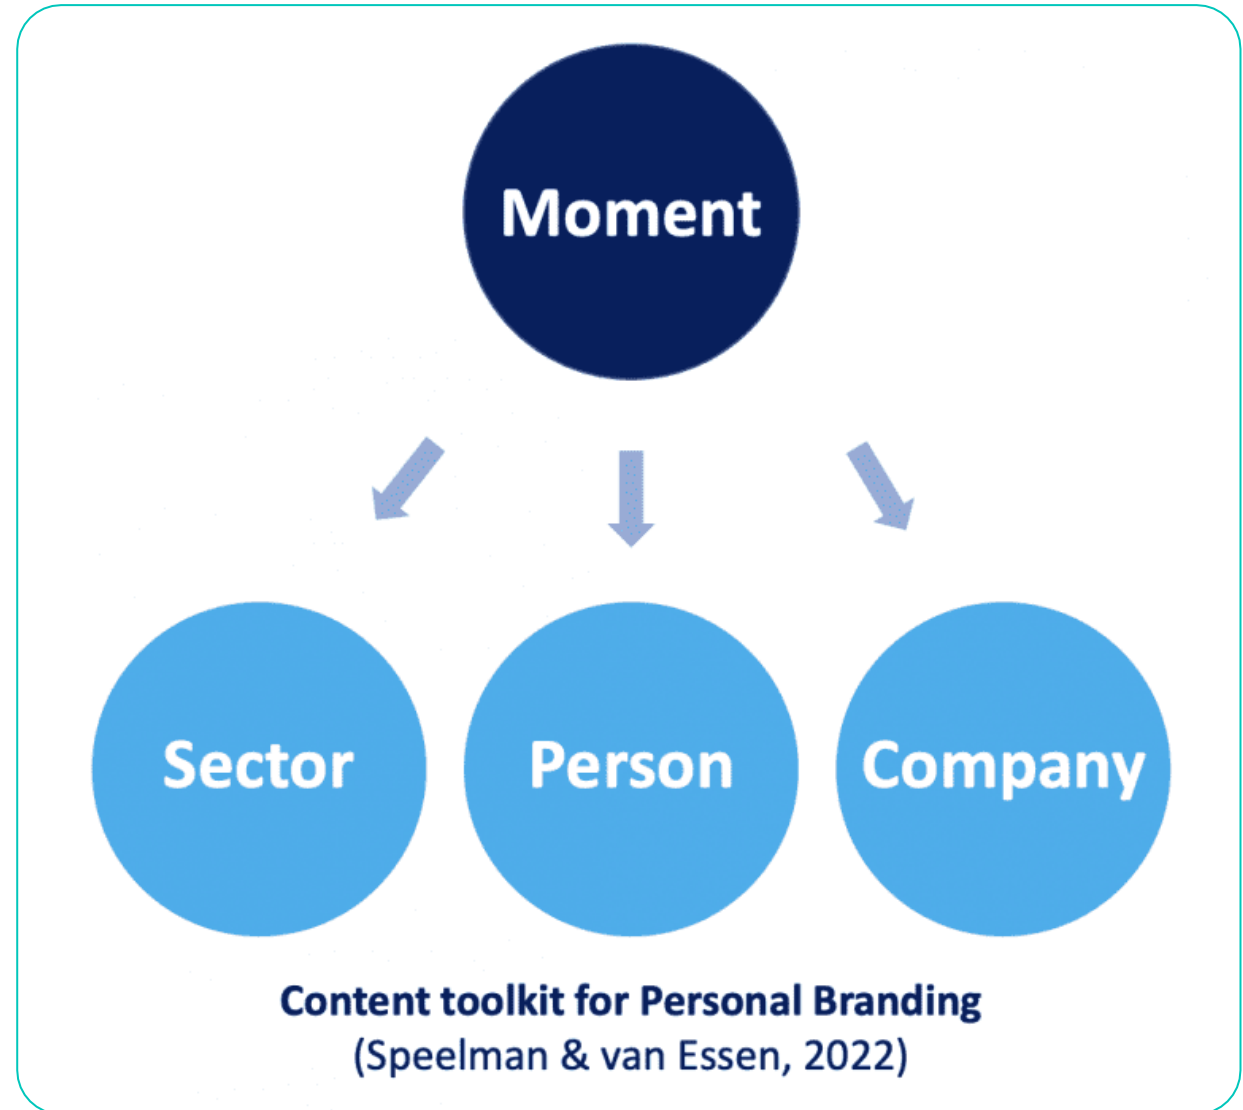 Moment
Sector
Person
Company
Content toolkit for Personal Branding
(Speelman & van Essen, 2022)